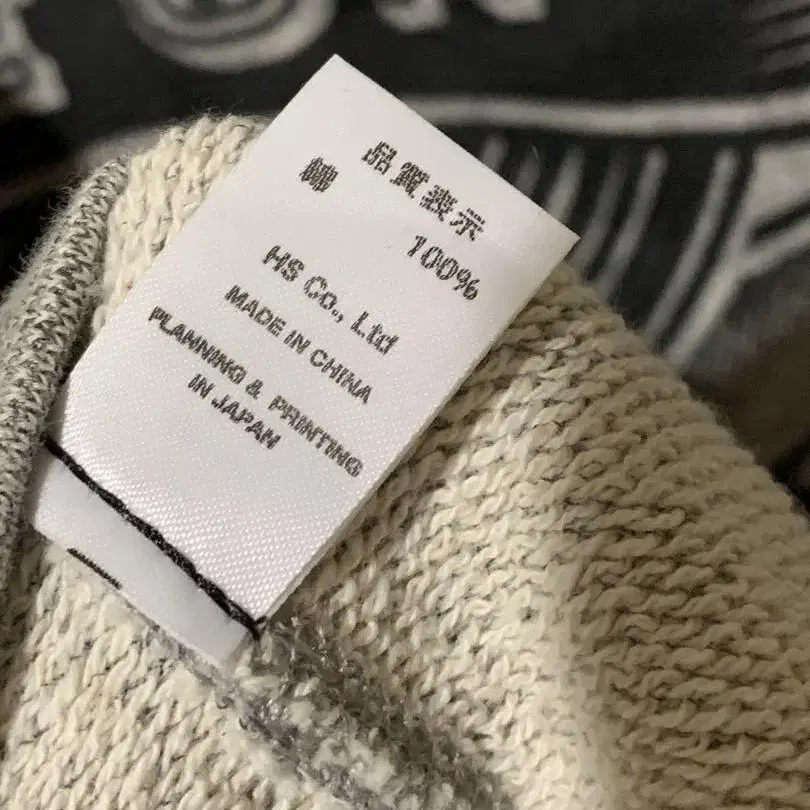 品質表示
綿 100%
HS Co., Ltd
MADE IN CHINA
PLANNING & PRINTING
IN JAPAN